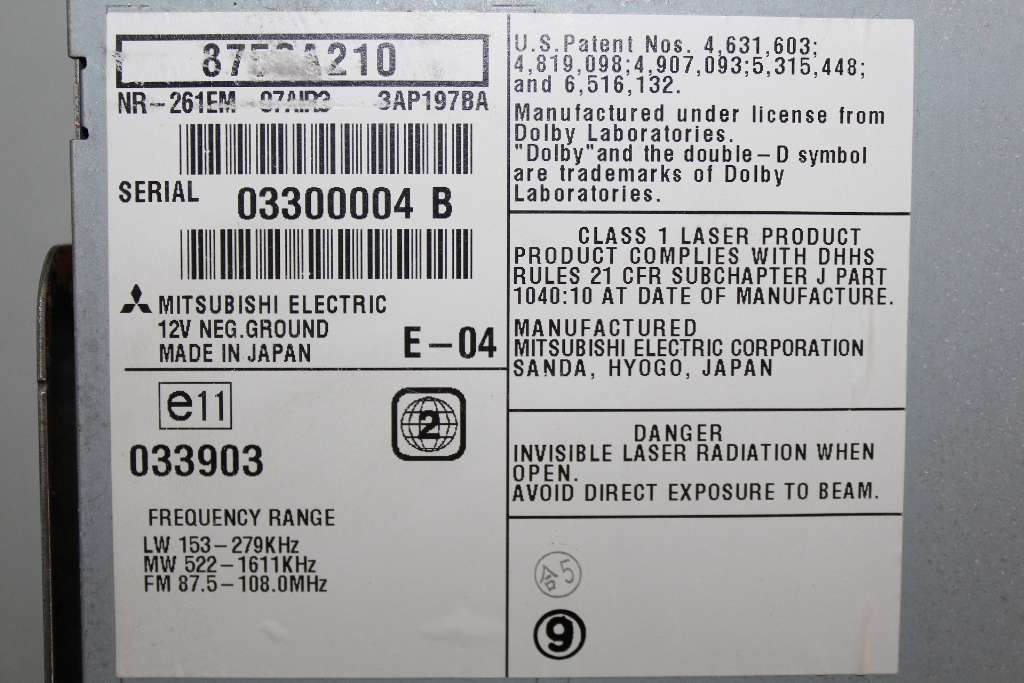 210
NR-261EM 3AP197BA
SERIAL 03300004 B
MITSUBISHI ELECTRIC
12V NEG.GROUND
MADE IN JAPAN E-04
e11
2
033903
FREQUENCY RANGE
LW 153-279KHz
MW 522-1611KHz
FM 87.5-108.0MHz
U.S.Patent Nos. 4,631,603;
4,819,098;4,907,093;5,315,448;
and 6,516,132.
Manufactured under license from
Dolby Laboratories.
"Dolby"and the double-D symbol
are trademarks of Dolby
Laboratories.
CLASS 1 LASER PRODUCT
PRODUCT COMPLIES WITH DHHS
RULES 21 CFR SUBCHAPTER J PART
1040:10 AT DATE OF MANUFACTURE.
MANUFACTURED
MITSUBISHI ELECTRIC CORPORATION
SANDA, HYOGO, JAPAN
DANGER
INVISIBLE LASER RADIATION WHEN
OPEN.
AVOID DIRECT EXPOSURE TO BEAM.
合5
9